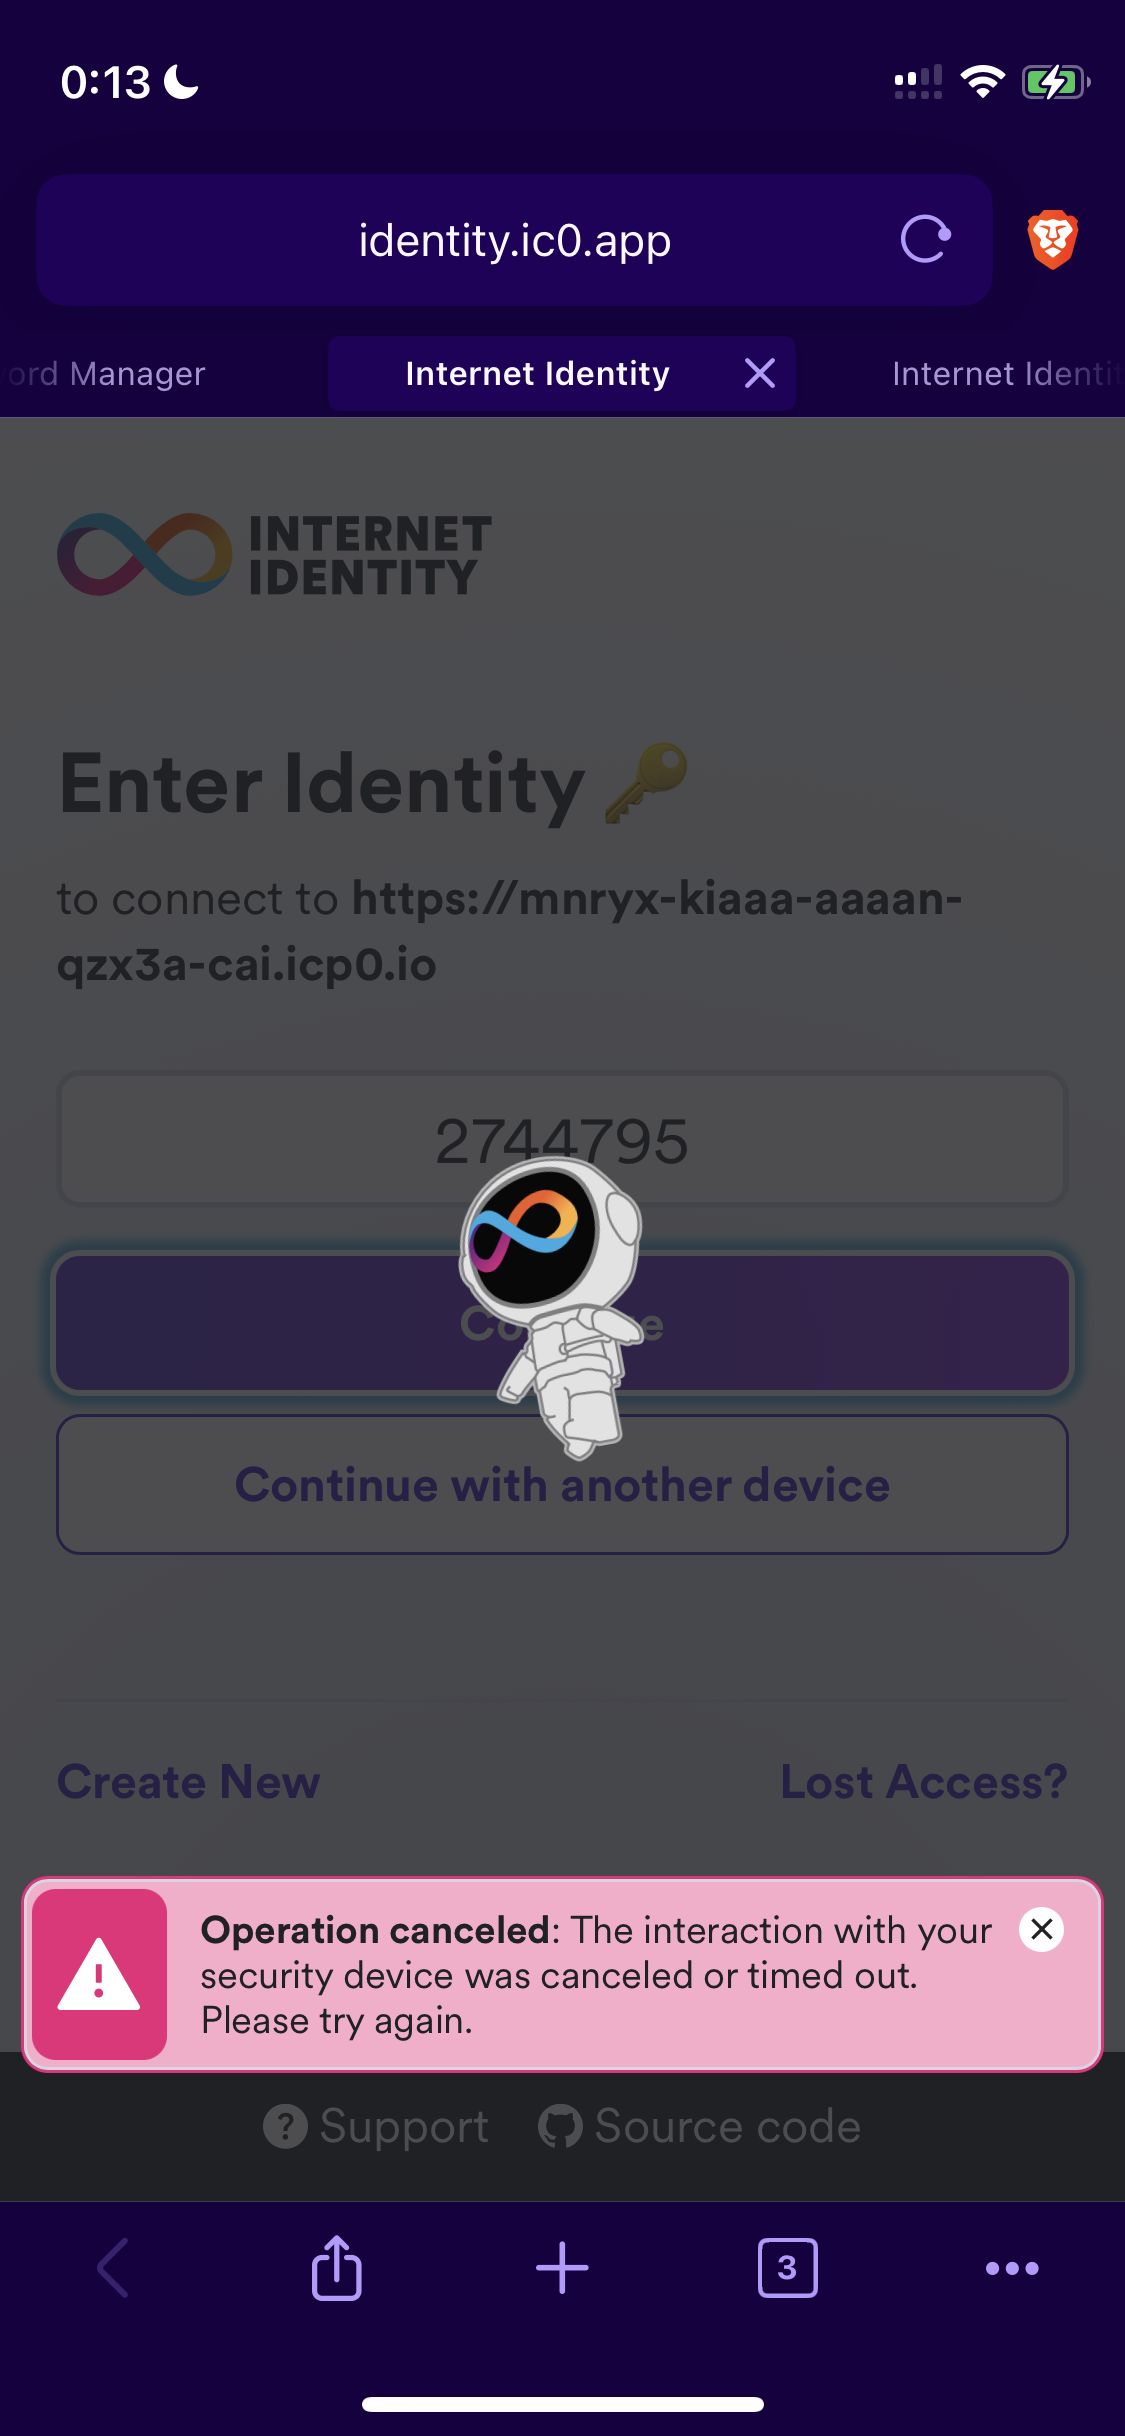 0:13
identity.ic0.app
ord Manager
Internet Identity
Internet Identit
INTERNET
IDENTITY
Enter Identity
to connect to https://mnryx-kiaaa-aaaan-
qzx3a-cai.icp0.io
2744795
Continue with another device
Create New
Lost Access?
Operation canceled: The interaction with your
security device was canceled or timed out.
Please try again.
Support
Source code
3